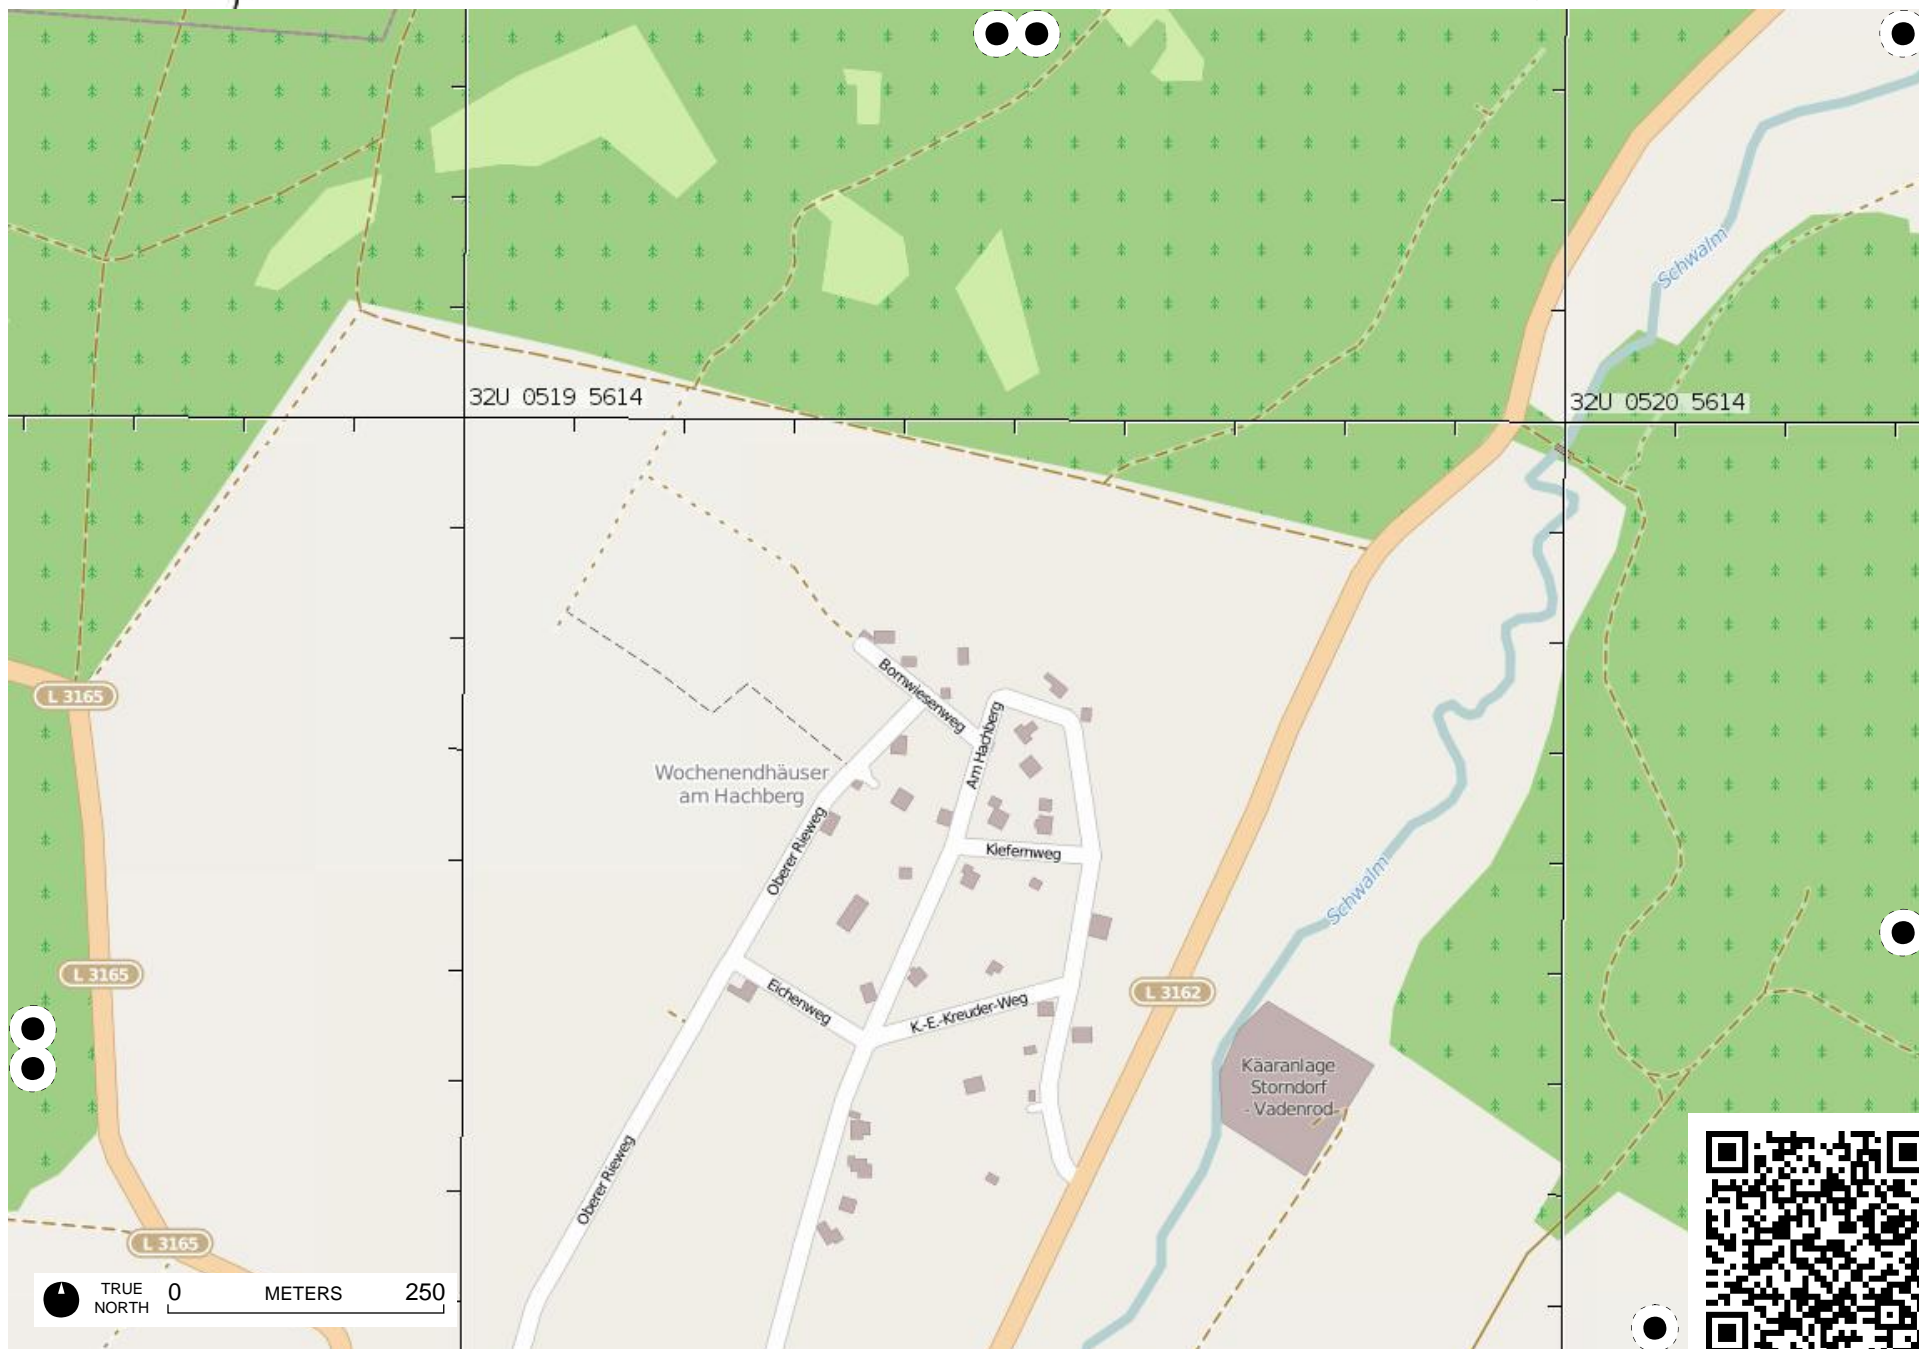 32U 0519 5614
32U 0520 5614
Schwalm
L 3165
Bornwiesenweg
Am Hachberg
Wochenendhäuser
am Hachberg
Oberer Rieweg
Kiefernweg
Schwalm
L 3165
Eichenweg
K.-E.-Kreuder-Weg
L 3162
Käaranlage
Storndorf
- Vadenrod
Oberer Rieweg
L 3165
TRUE
NORTH
0 METERS 250